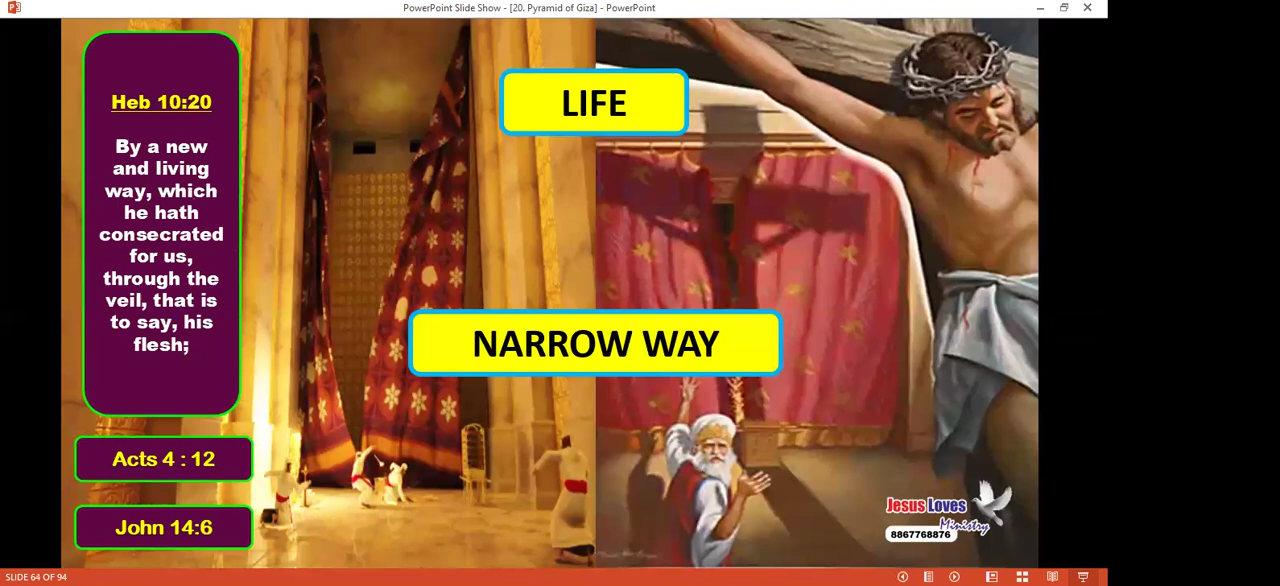 PowerPoint Slide Show - [20. Pyramid of Giza] - PowerPoint
Heb 10:20
By a new
and living
way, which
he hath
consecrated
for us,
through the
veil, that is
to say, his
flesh;
Acts 4 : 12
John 14:6
LIFE
NARROW WAY
Jesus Loves
Ministry
8867768876
SLIDE 64 OF 94